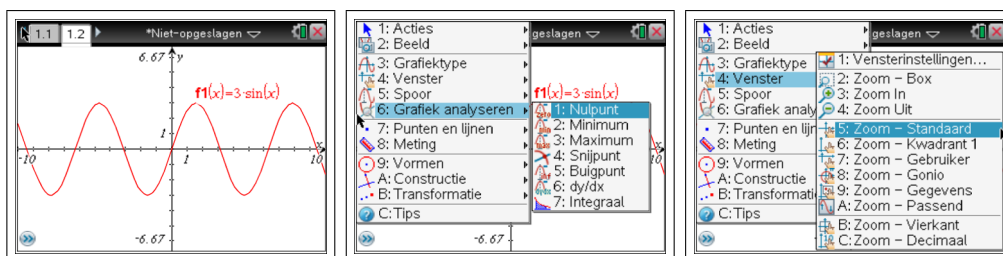 1.1 1.2 *Niet-opgeslagen
6.67 y
f1(x)=3·sin(x)
1
-10 1 10 x
-6.67
1: Acties
2: Beeld
3: Grafiektype
4: Venster
5: Spoor
6: Grafiek analyseren
7: Punten en lijnen
8: Meting
9: Vormen
A: Constructie
B: Transformatie
C: Tips
geslagen
f1(x)=3·sin(x)
1: Nulpunt
2: Minimum
3: Maximum
4: Snijpunt
5: Buigpunt
6: dy/dx
7: Integraal
-6.67
1: Acties
2: Beeld
3: Grafiektype
4: Venster
5: Spoor
6: Grafiek analy
7: Punten en lijn
8: Meting
9: Vormen
A: Constructie
B: Transformatie
C: Tips
geslagen
1: Vensterinstellingen...
2: Zoom – Box
3: Zoom In
4: Zoom Uit
5: Zoom – Standaard
6: Zoom – Kwadrant 1
7: Zoom – Gebruiker
8: Zoom – Gonio
9: Zoom – Gegevens
A: Zoom – Passend
B: Zoom – Vierkant
C: Zoom – Decimaal
-6.67